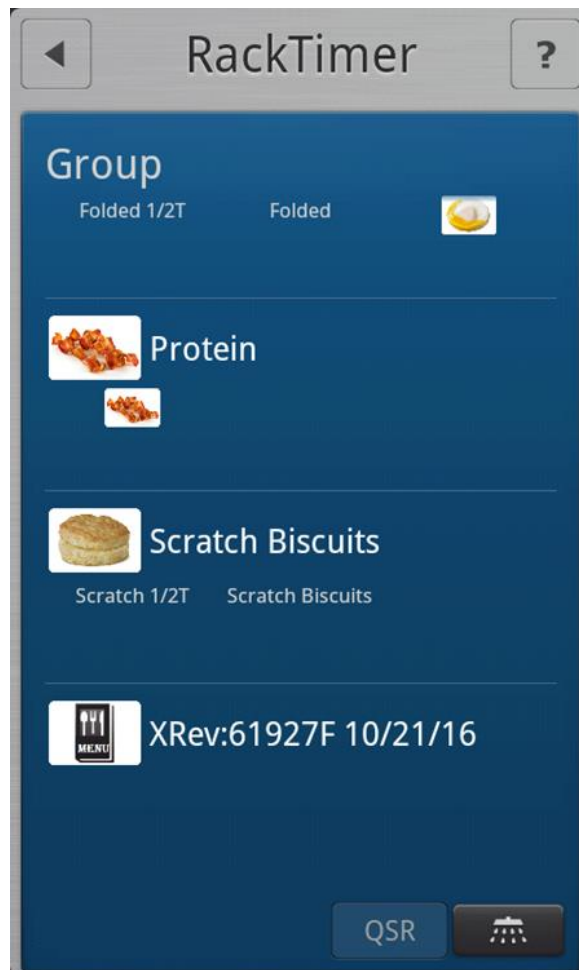 RackTimer
?
Group
Folded 1/2T Folded
Protein
Scratch Biscuits
Scratch 1/2T Scratch Biscuits
MENU
XRev:61927F 10/21/16
QSR